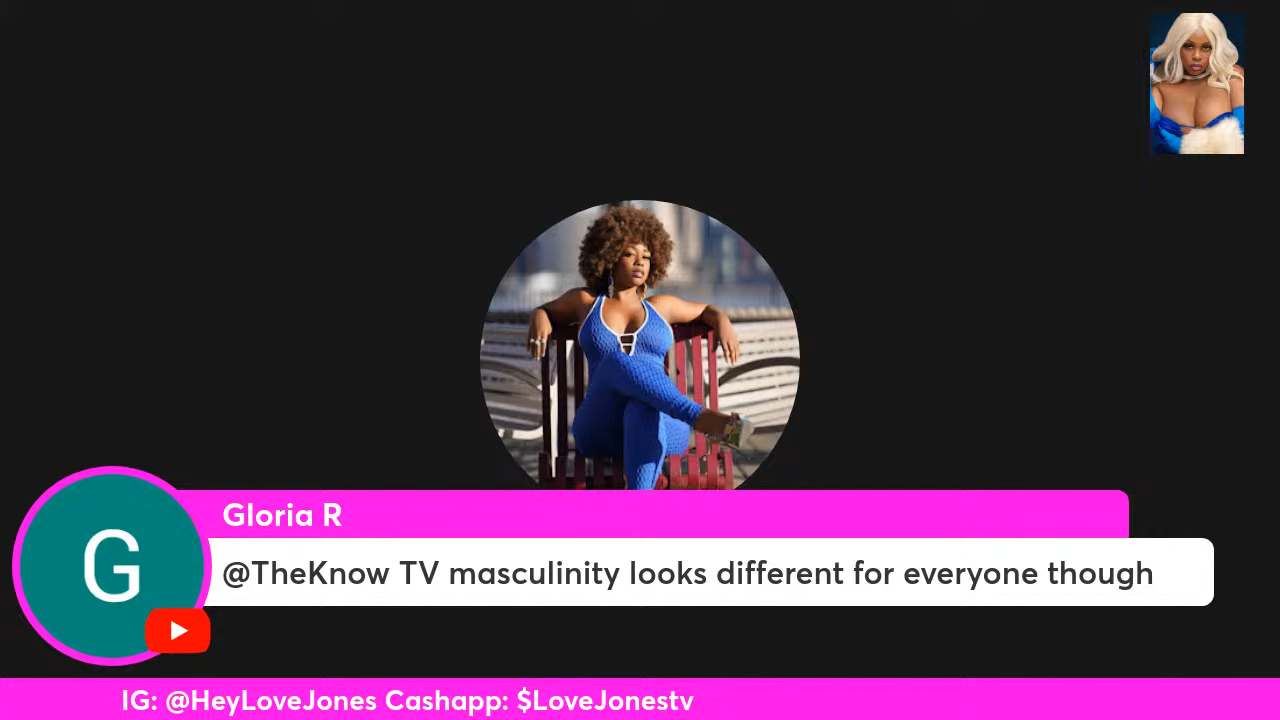 G
Gloria R
@TheKnow TV masculinity looks different for everyone though
IG: @HeyLoveJones Cashapp: $LoveJonestv